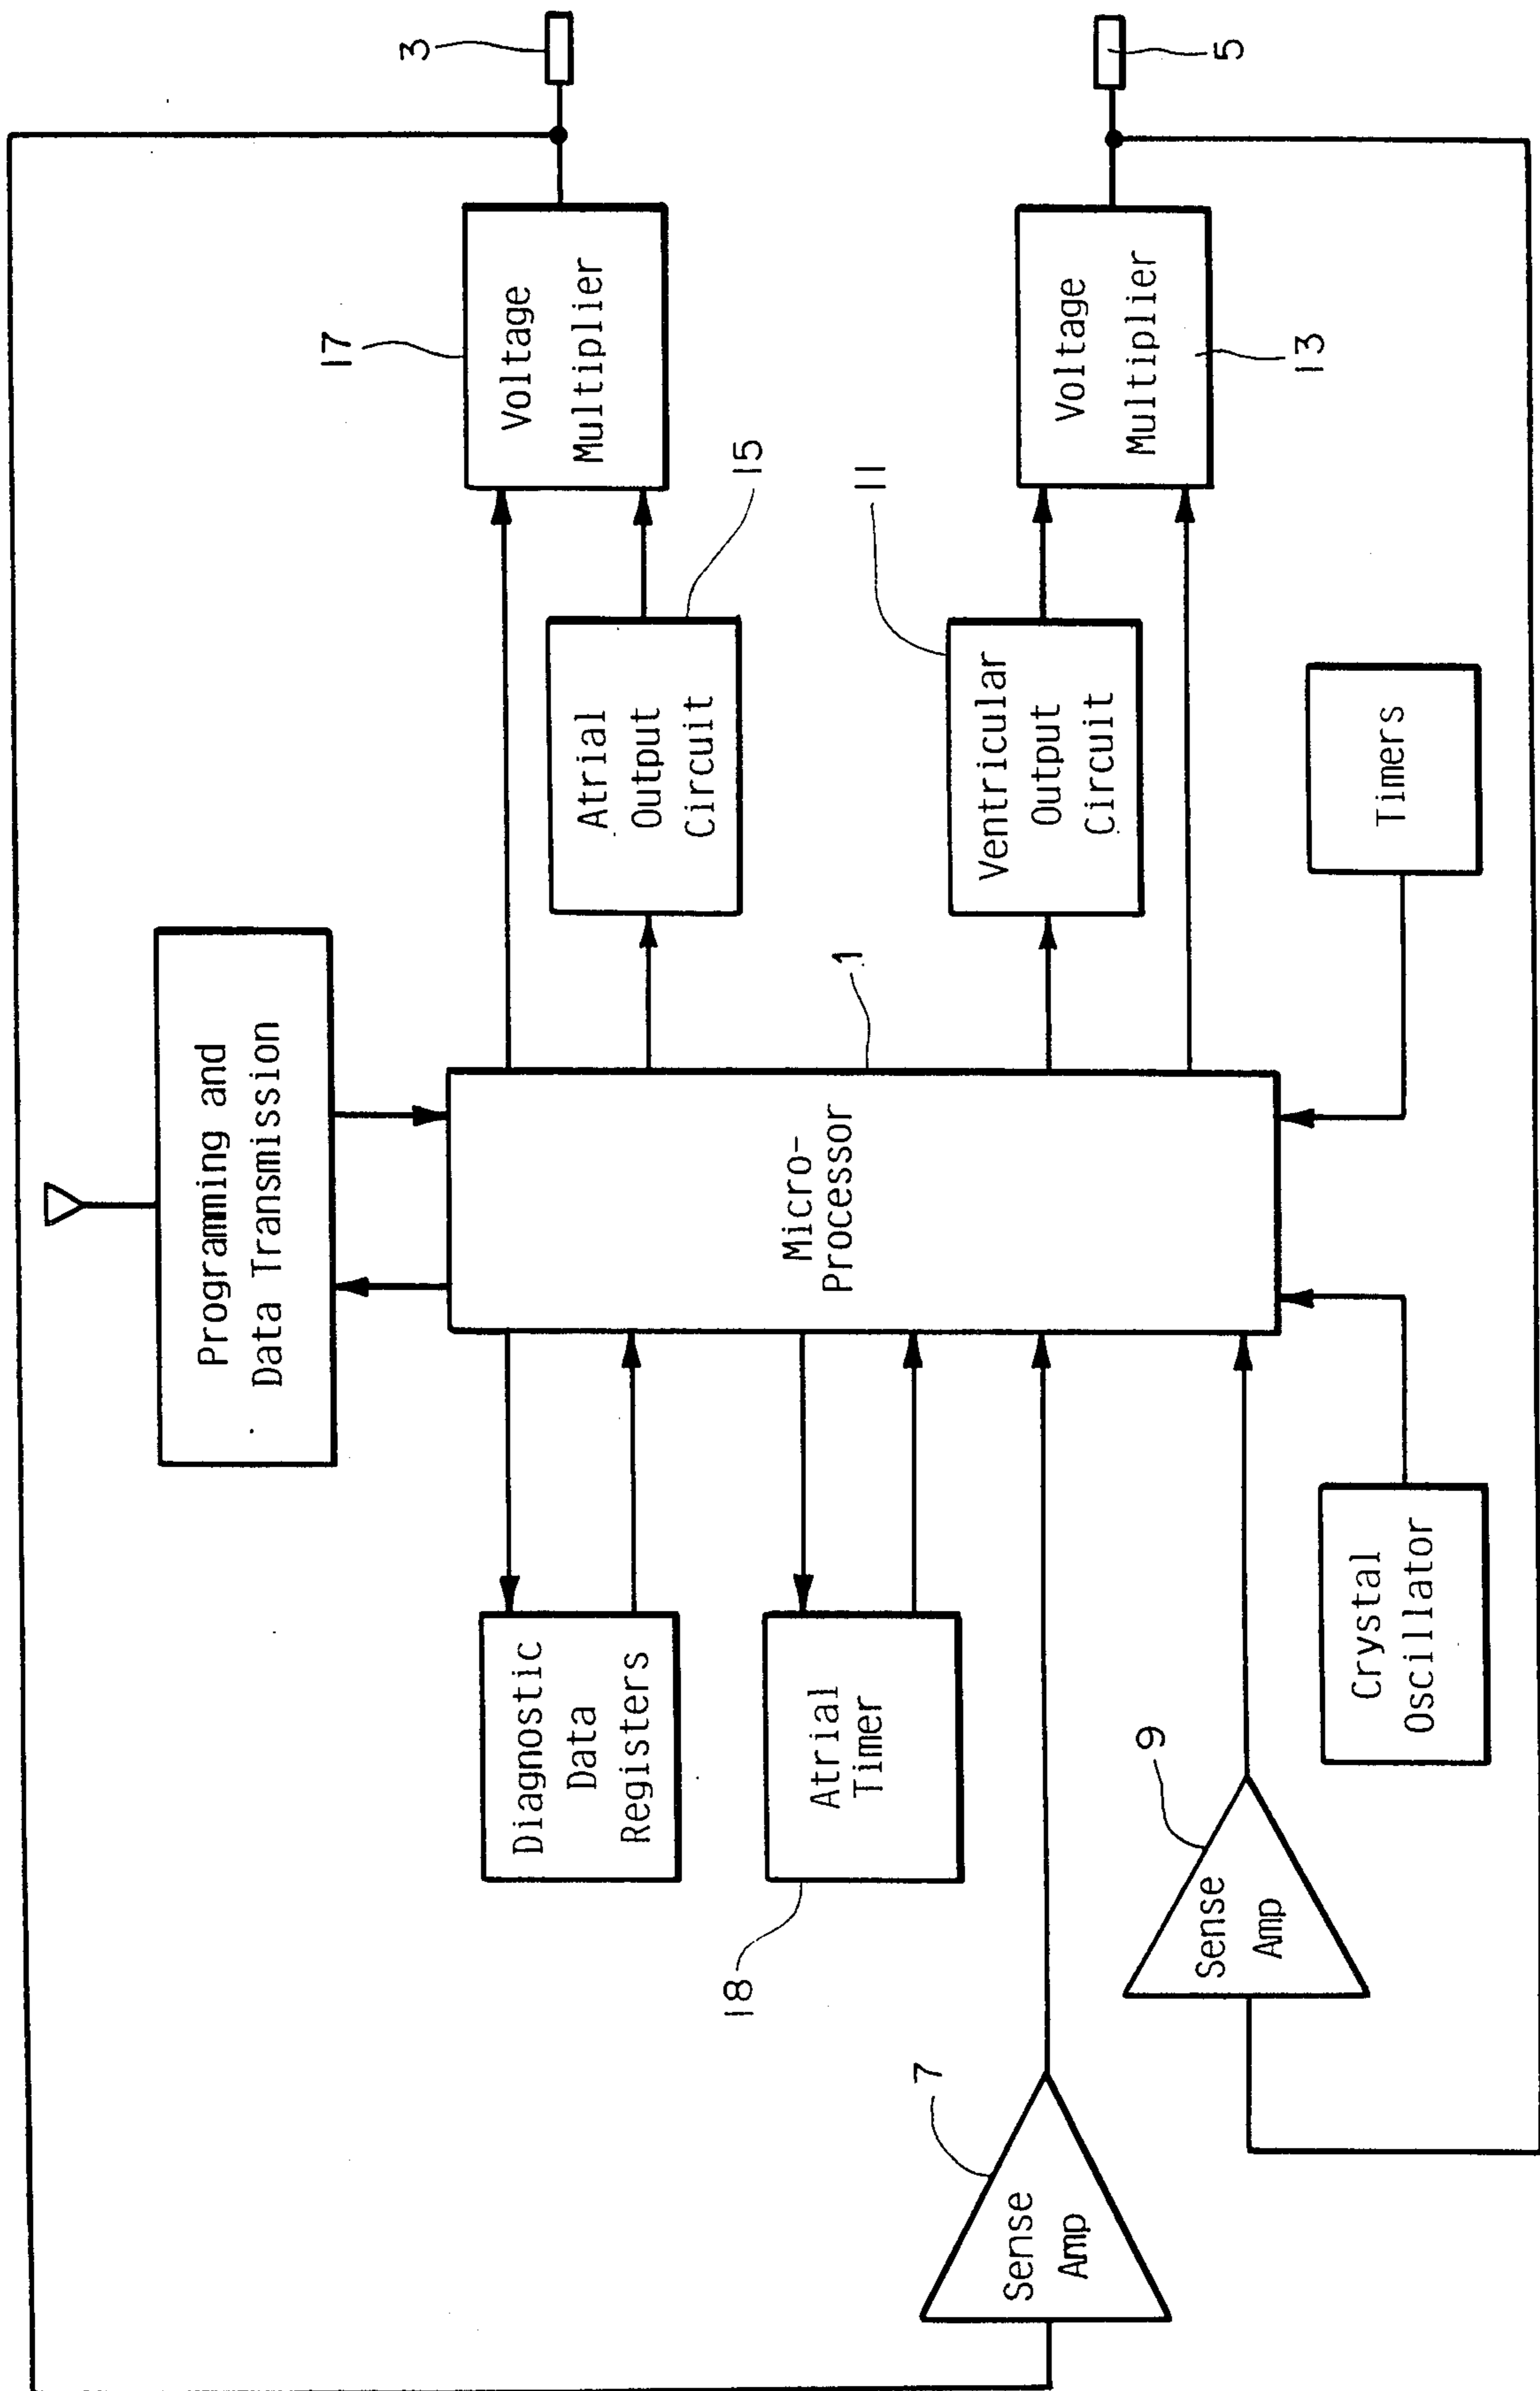 3
5
17
Voltage
Multiplier
Voltage
Multiplier
13
15
11
Atrial
Output
Circuit
Ventricular
Output
Circuit
Timers
Programming and
Data Transmission
1
Micro-
Processor
Diagnostic
Data
Registers
Atrial
Timer
18
9
Sense
Amp
Crystal
Oscillator
7
Sense
Amp